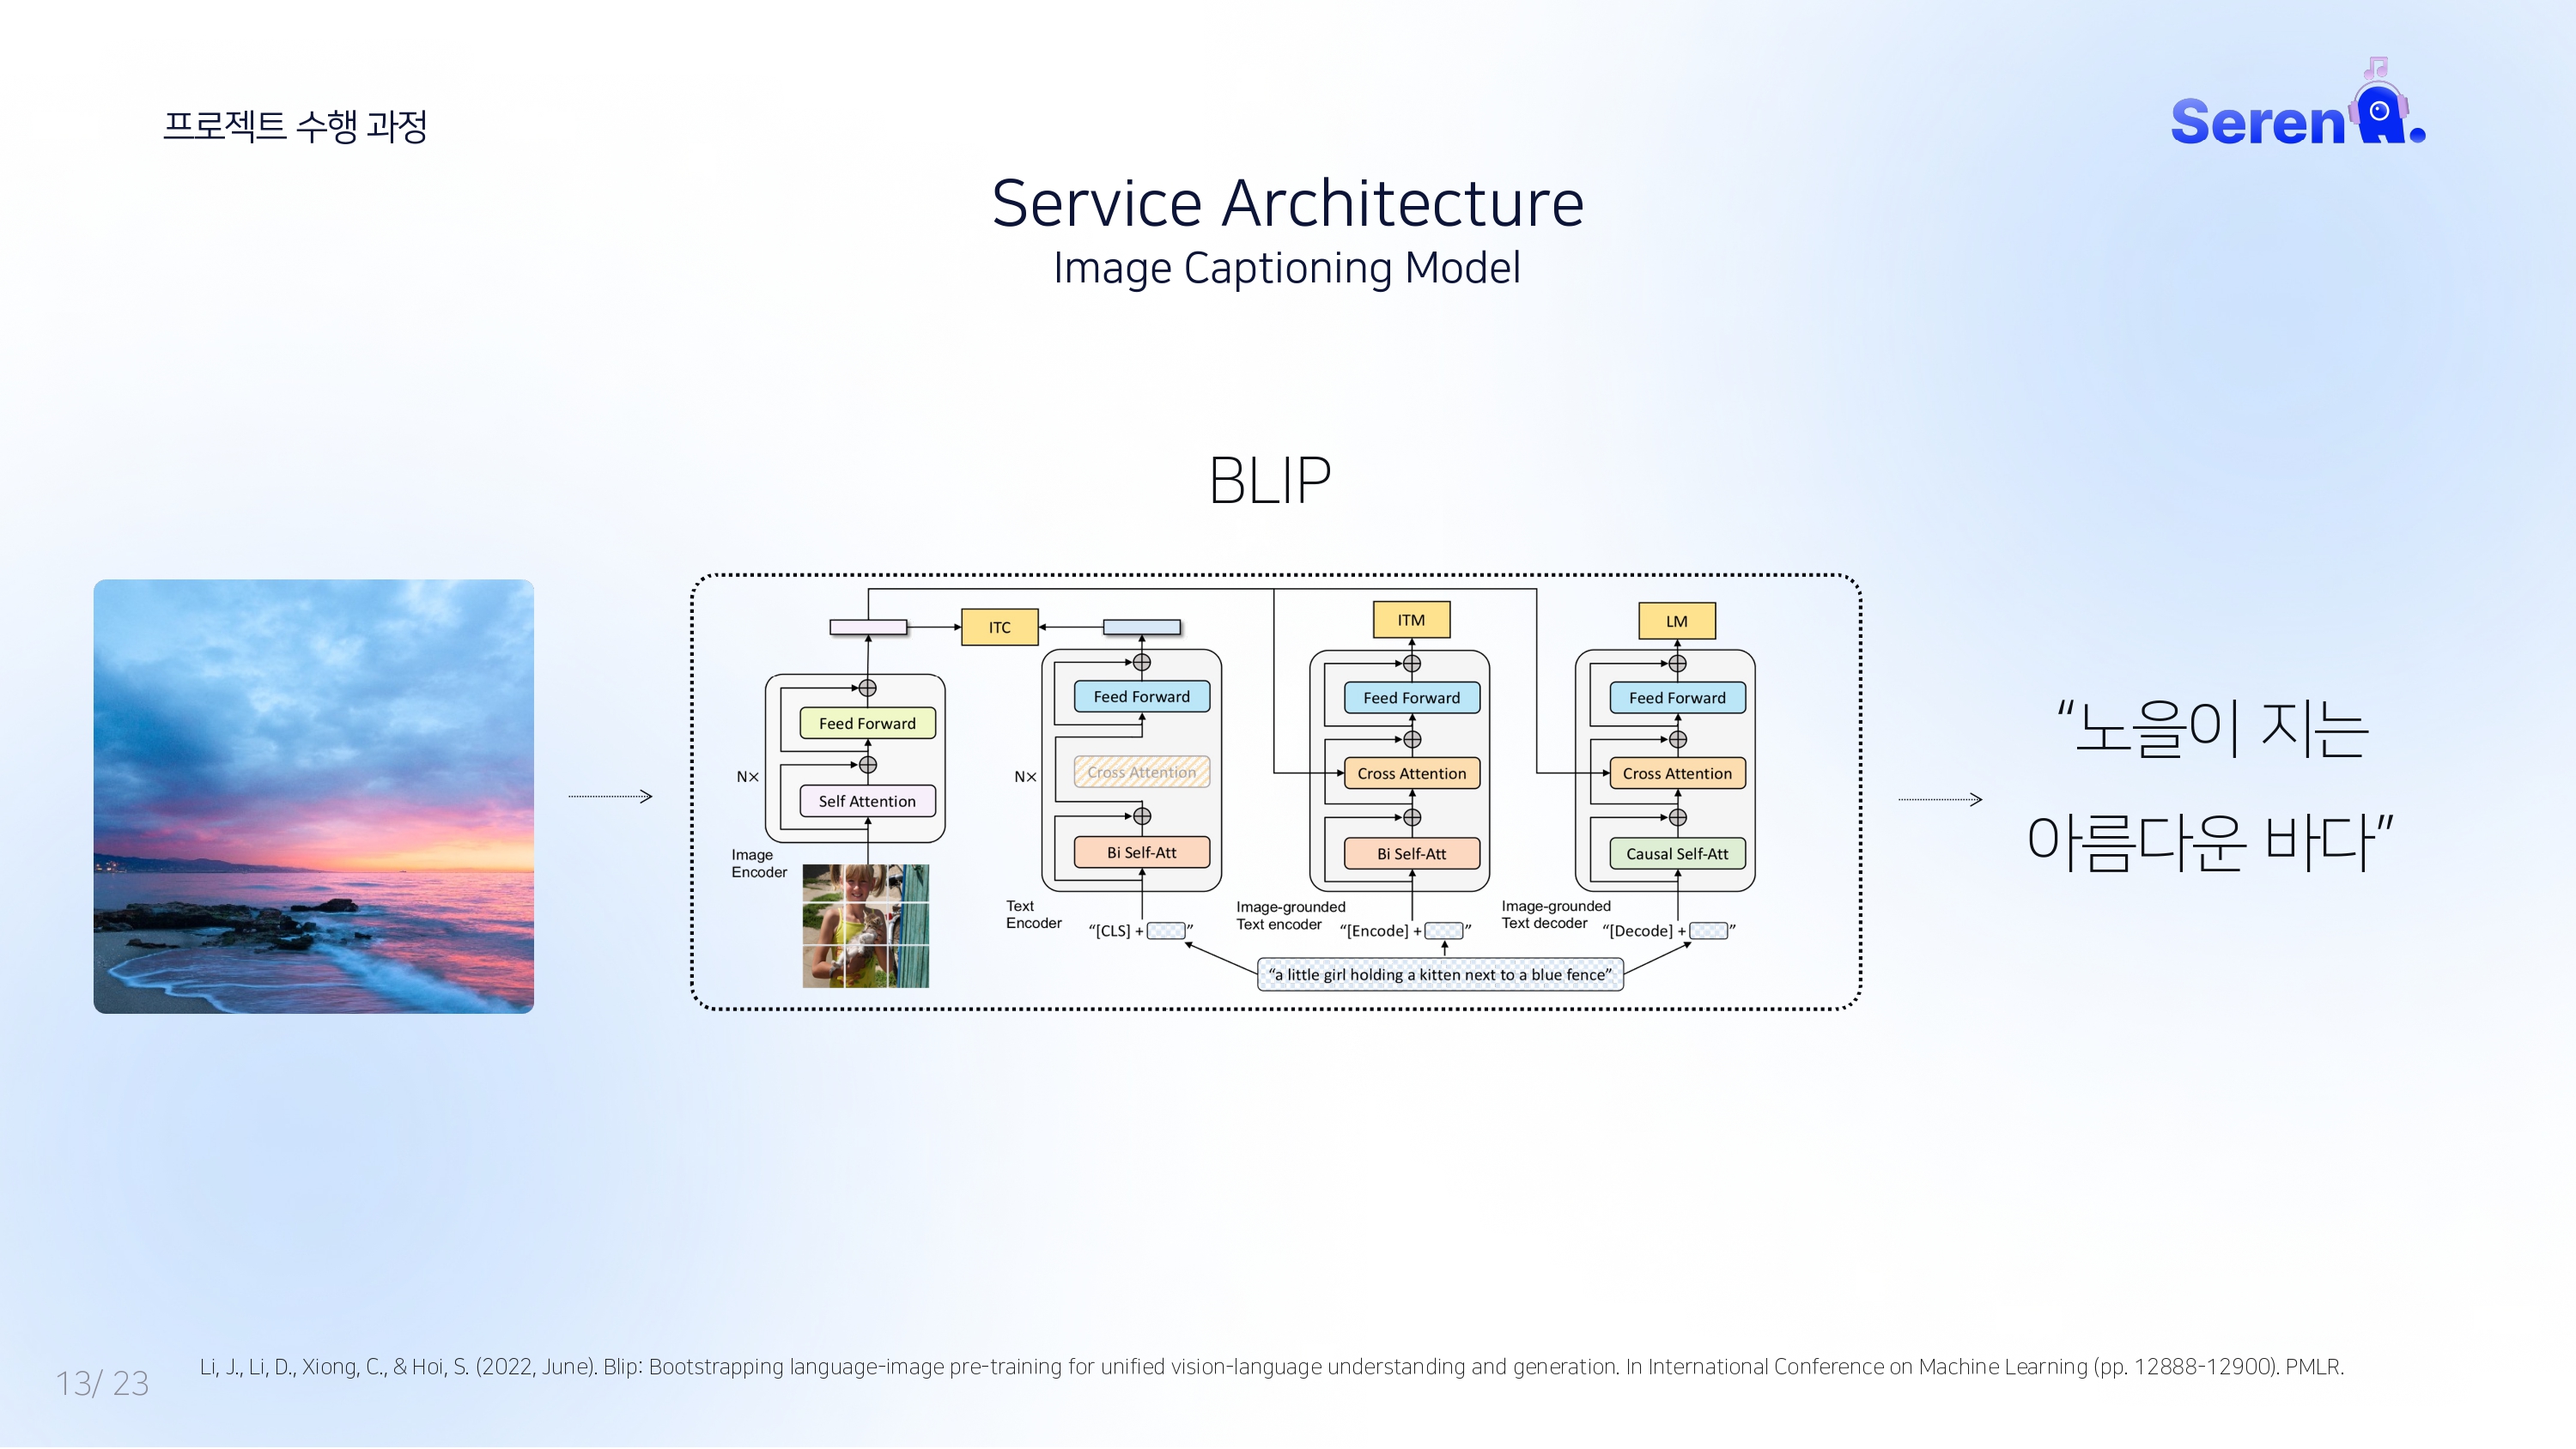 프로젝트 수행 과정
SerenA.
Service Architecture
Image Captioning Model
BLIP
ITC
ITM
LM
Feed Forward
Self Attention
N×
Image
Encoder
Feed Forward
Cross Attention
Bi Self-Att
N×
Text
Encoder
“[CLS] + ”
Feed Forward
Cross Attention
Bi Self-Att
Image-grounded
Text encoder
“[Encode] + ”
Feed Forward
Cross Attention
Causal Self-Att
Image-grounded
Text decoder
“[Decode] + ”
“a little girl holding a kitten next to a blue fence”
“노을이 지는
아름다운 바다”
Li, J., Li, D., Xiong, C., & Hoi, S. (2022, June). Blip: Bootstrapping language-image pre-training for unified vision-language understanding and generation. In International Conference on Machine Learning (pp. 12888-12900). PMLR.
13/ 23